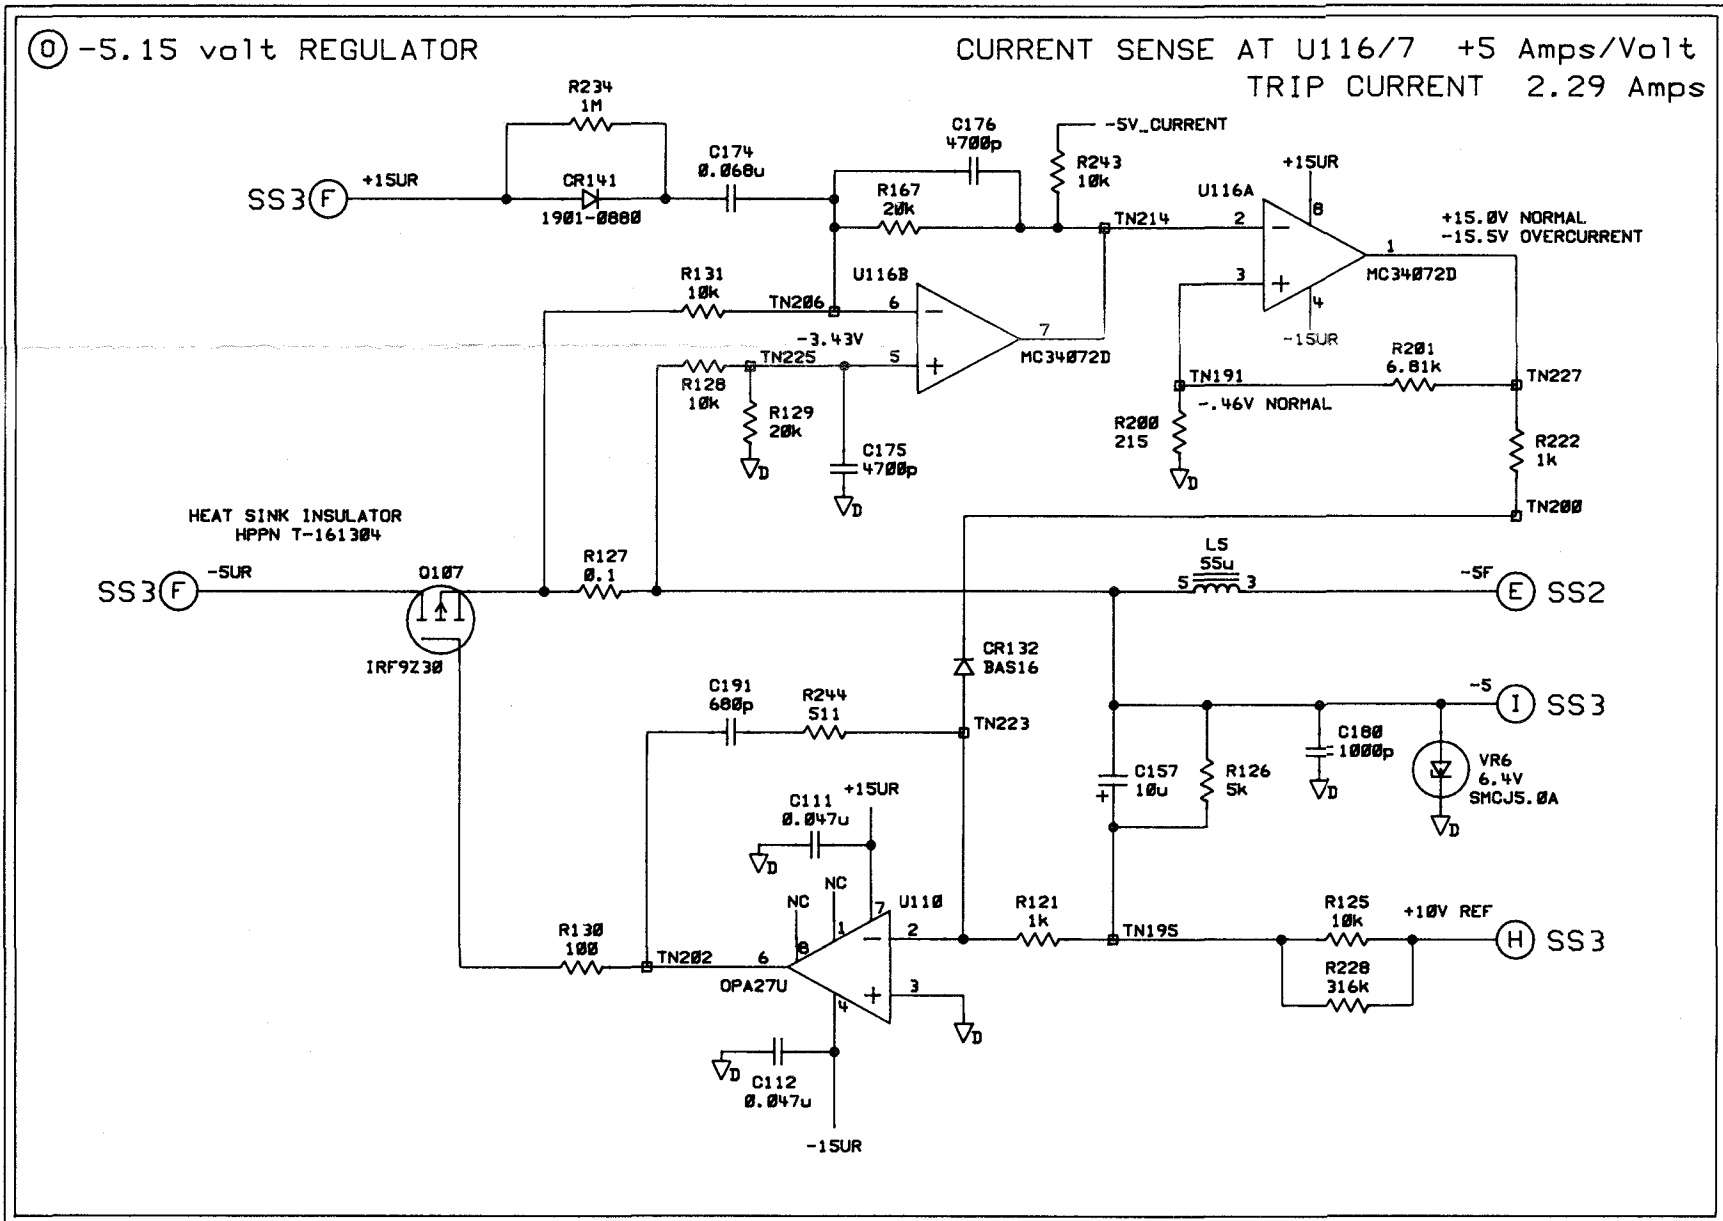 O -5.15 volt REGULATOR
CURRENT SENSE AT U116/7 +5 Amps/Volt
TRIP CURRENT 2.29 Amps
R234
1M
C174
0.068u
SS3 F +15UR
CR141
1901-0880
C176
4700p
-5V_CURRENT
R243
10k
R167
20k
TN214
U116A
+15UR
8
2
3
1
4
MC34072D
-15UR
+15.0V NORMAL
-15.5V OVERCURRENT
R131
10k
TN206
U116B
6
-3.43V
TN225
5
7
MC34072D
R128
10k
R129
20k
D
C175
4700p
D
TN191
-.46V NORMAL
R201
6.81k
TN227
R200
215
D
R222
1k
TN200
HEAT SINK INSULATOR
HPPN T-161304
SS3 F -5UR
Q107
IRF9Z30
R127
0.1
L5
55u
5
3
-5F
E SS2
CR132
BAS16
C191
680p
R244
511
TN223
-5
I SS3
C157
10u
R126
5k
C180
1000p
D
VR6
6.4V
SMCJ5.0A
D
+15UR
C111
0.047u
D
NC
NC
7
U110
1
8
2
R121
1k
TN195
R125
10k
+10V REF
H SS3
R228
316k
R130
100
TN202
6
OPA27U
3
4
D
D
C112
0.047u
-15UR